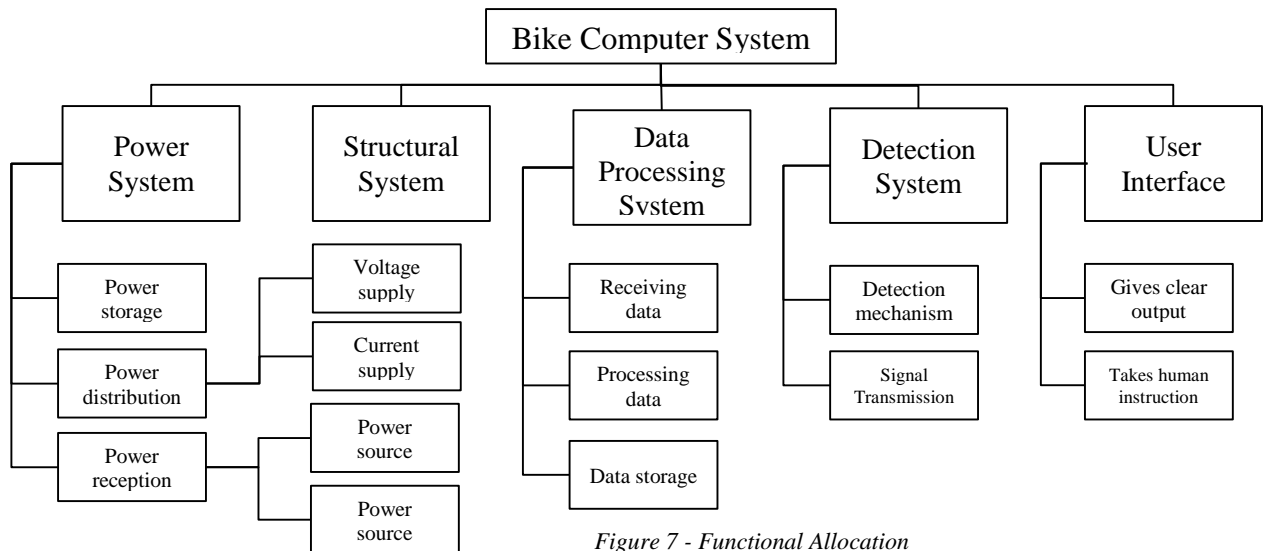 Bike Computer System
Power
System
Structural
System
Data
Processing
System
Detection
System
User
Interface
Power
storage
Power
distribution
Power
reception
Voltage
supply
Current
supply
Power
source
Power
source
Receiving
data
Processing
data
Data storage
Detection
mechanism
Signal
Transmission
Gives clear
output
Takes human
instruction
Figure 7 - Functional Allocation